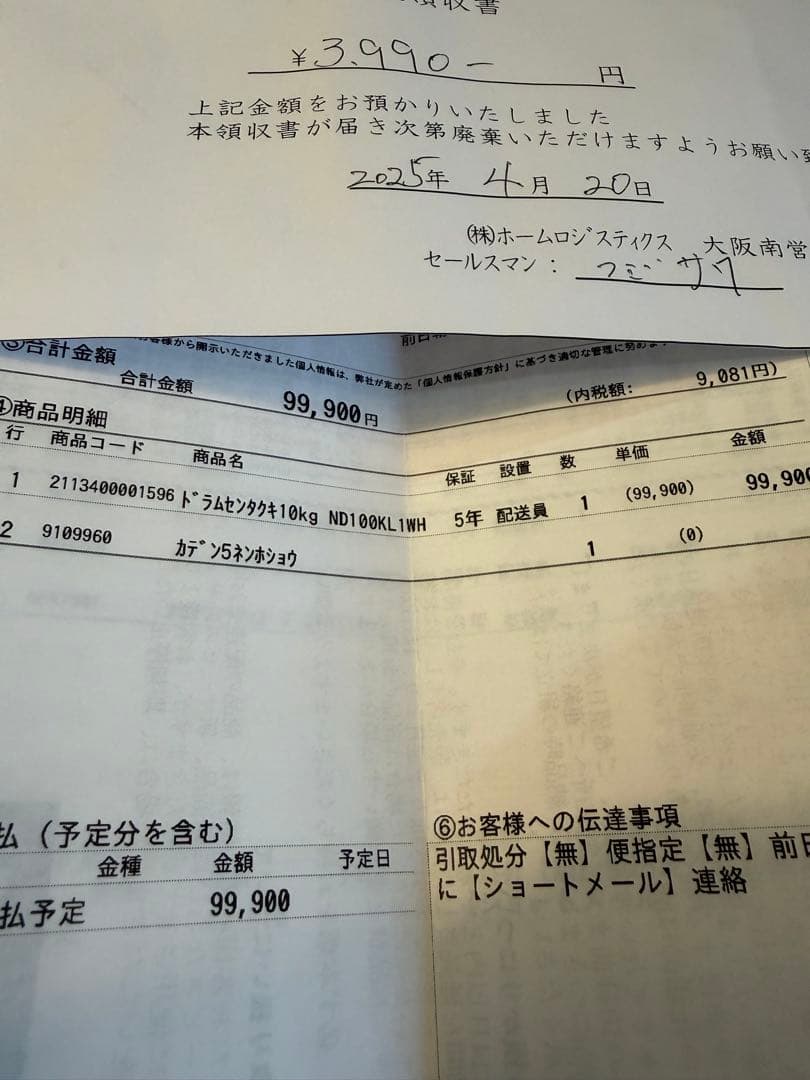 領収書
¥3,990- 円
上記金額をお預かりいたしました
本領収書が届き次第廃棄いただけますようお願い致
2025年 4月 20日
㈱ホームロジスティクス 大阪南営
セールスマン： フジサワ
お客様から開示いただきました個人情報は、弊社が定めた「個人情報保護方針」に基づき適切な管理に努めま
③合計金額
合計金額 99,900円 (内税額: 9,081円)
④商品明細
行 商品コード 商品名 保証 設置 数 単価 金額
1 2113400001596 ﾄﾞﾗﾑｾﾝﾀｸｷ10kg ND100KL1WH 5年 配送員 1 (99,900) 99,900
2 9109960 ｶﾃﾞﾝ5ﾈﾝﾎｼｮｳ 1 (0)
払（予定分を含む）
金種 金額 予定日
払予定 99,900
⑥お客様への伝達事項
引取処分【無】便指定【無】前日
に【ショートメール】連絡